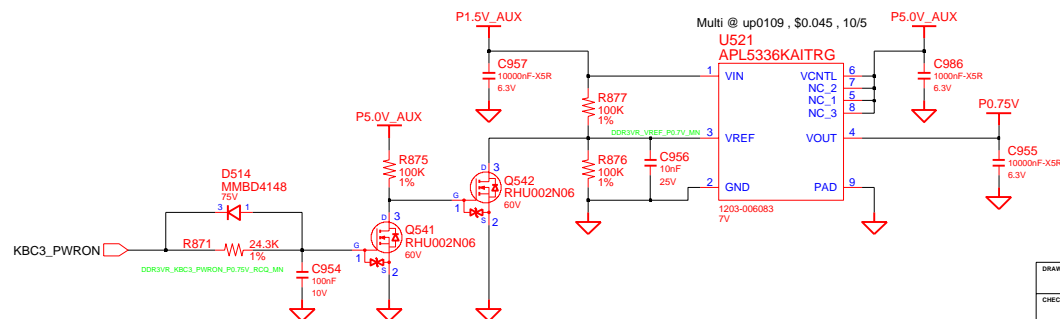 P1.5V_AUX
Multi @ up0109 , $0.045 , 10/5
P5.0V_AUX
U521
APL5336KAITRG
C957
10000nF-X5R
6.3V
1 VIN
VCNTL 6
NC_2 7
NC_1 5
NC_3 8
C986
10000nF-X5R
6.3V
P0.75V
R877
100K
1%
DDR3VR_VREF_P0.7V_MN
3 VREF
VOUT 4
P5.0V_AUX
R875
100K
1%
R876
100K
1%
C956
10nF
25V
C955
10000nF-X5R
6.3V
2 GND
PAD 9
1203-006083
7V
D514
MMBD4148
75V
3 1
D 3
Q542
RHU002N06
60V
G 1
S 2
D 3
Q541
RHU002N06
60V
G 1
S 2
KBC3_PWRON
R871
24.3K
1%
DDR3VR_KBC3_PWRON_P0.75V_RCQ_MN
C954
100nF
10V
DRAW
CHEC